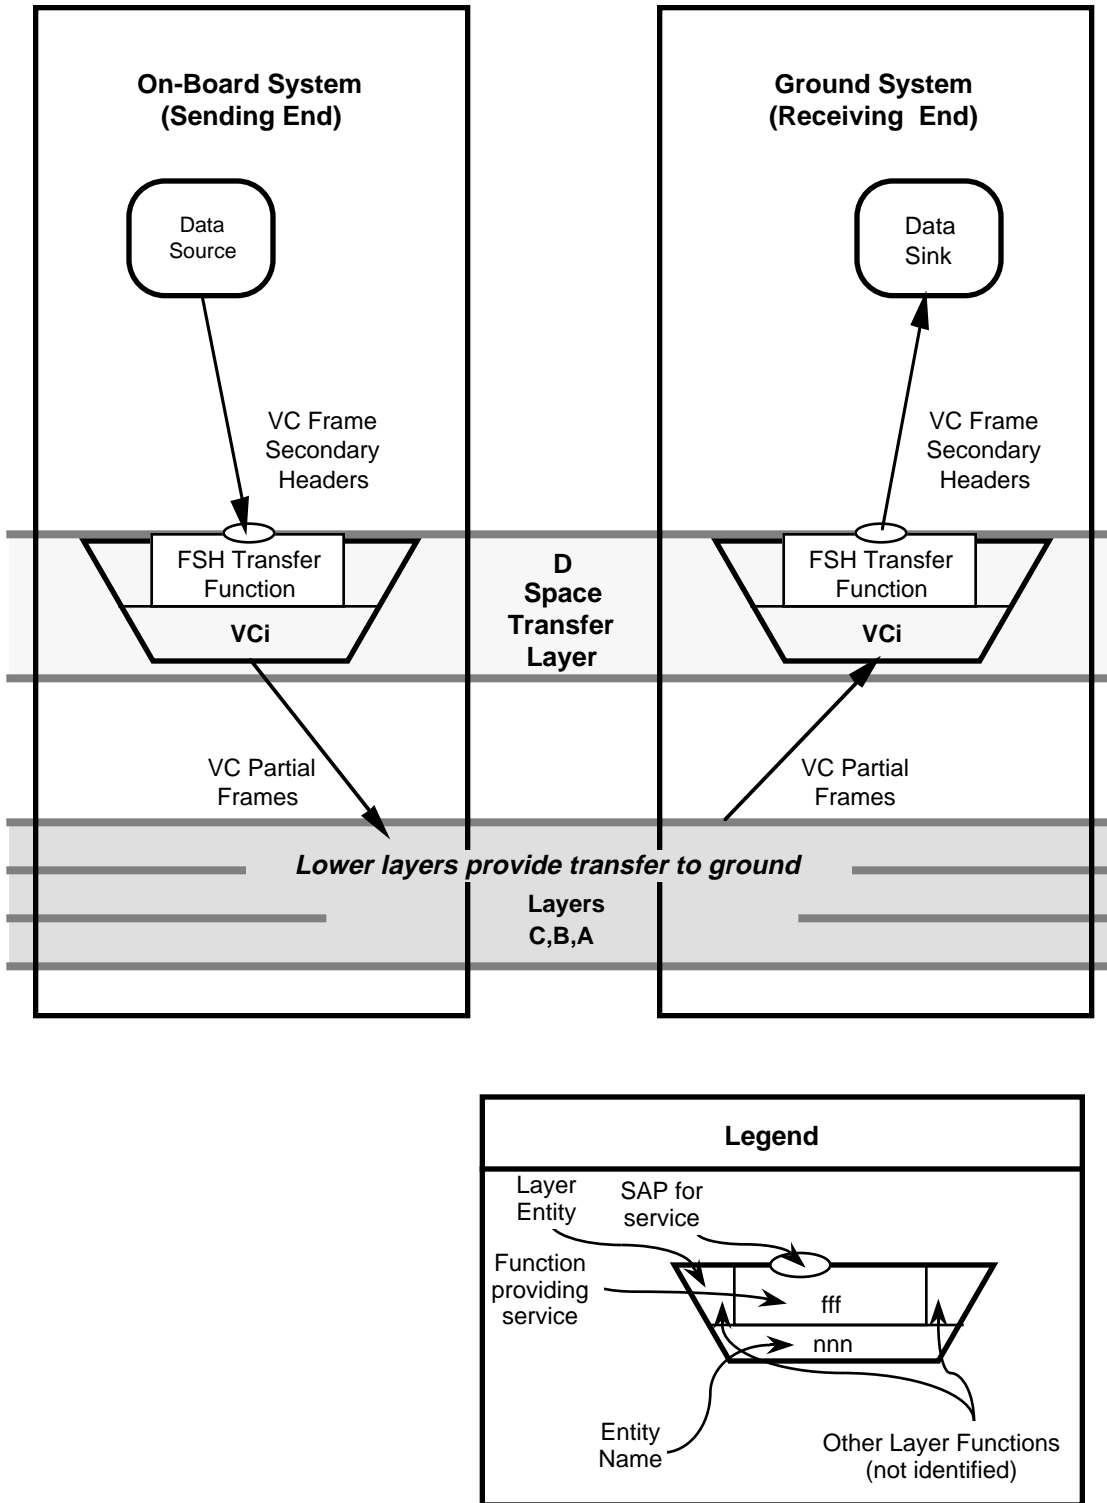 On-Board System
(Sending End)
Ground System
(Receiving End)
Data
Source
Data
Sink
VC Frame
Secondary
Headers
VC Frame
Secondary
Headers
FSH Transfer
Function
VCi
D
Space
Transfer
Layer
FSH Transfer
Function
VCi
VC Partial
Frames
VC Partial
Frames
Lower layers provide transfer to ground
Layers
C,B,A
Legend
Layer
Entity
SAP for
service
Function
providing
service
fff
nnn
Entity
Name
Other Layer Functions
(not identified)